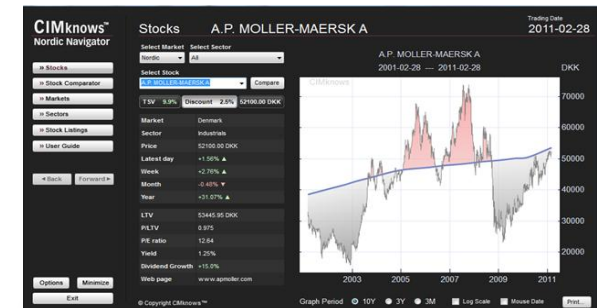 CIMknows™
Nordic Navigator
Stocks A.P. MOLLER-MAERSK A
Trading Date
2011-02-28
» Stocks
» Stock Comparator
» Markets
» Sectors
» Stock Listings
» User Guide
◄Back Forward►
Options Minimize
Exit
Select Market Select Sector
Nordic All
Select Stock
A.P. MOLLER-MAERSK A Compare
TSV 9.9% Discount 2.5% 52100.00 DKK
Market Denmark
Sector Industrials
Price 52100.00 DKK
Latest day +1.56% ▲
Week +2.76% ▲
Month -0.48% ▼
Year +31.07% ▲
LTV 53445.95 DKK
P/LTV 0.975
P/E ratio 12.64
Yield 1.25%
Dividend Growth +15.0%
Web page www.apmoller.com
© Copyright CIMknows™
A.P. MOLLER-MAERSK A
2001-02-28 — 2011-02-28
DKK
CIMknows
70000
60000
50000
40000
30000
20000
2003 2005 2007 2009 2011
Graph Period 10Y 3Y 3M Log Scale Mouse Date Print...